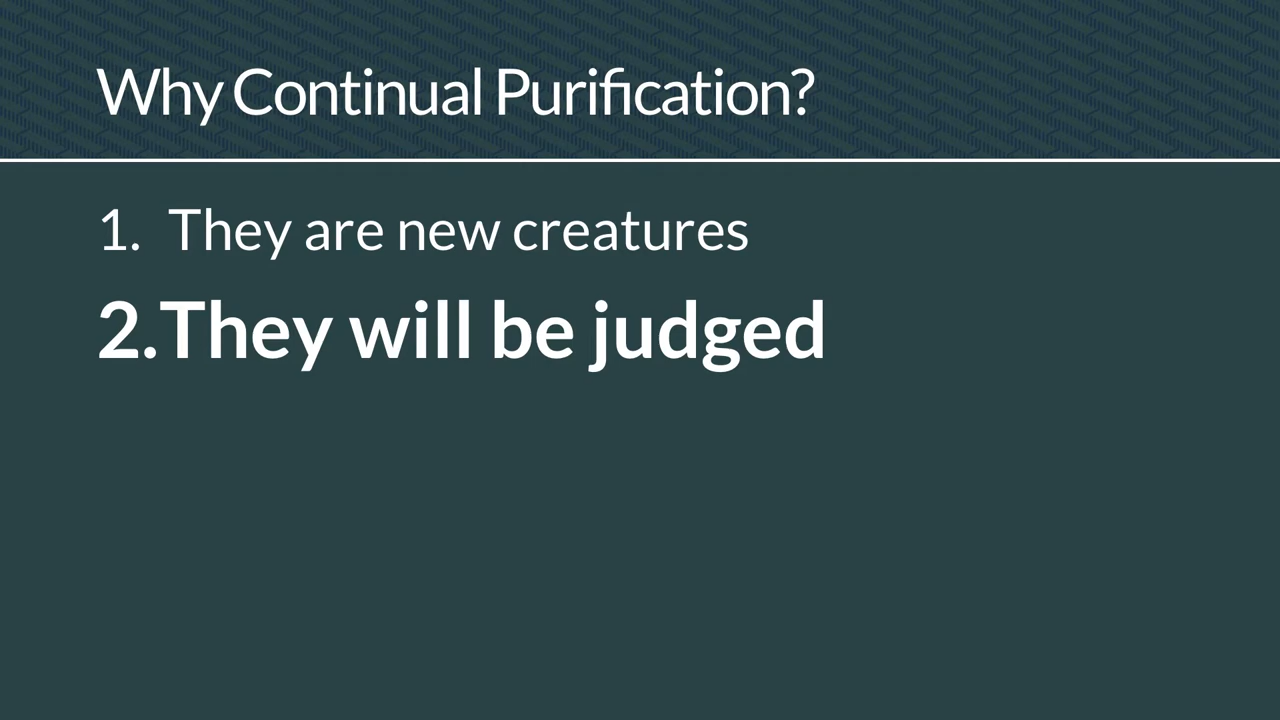 Why Continual Purification?
1. They are new creatures
2.They will be judged